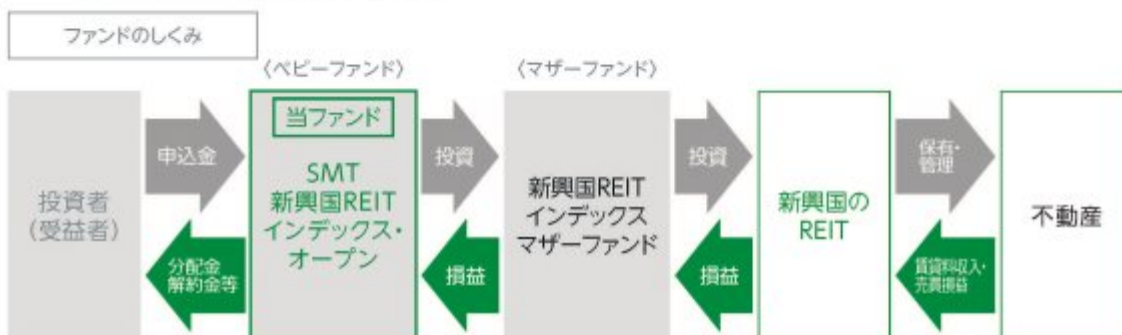 ファンドのしくみ
〈ベビーファンド〉
〈マザーファンド〉
投資者
(受益者)
申込金
分配金
解約金等
当ファンド
SMT
新興国REIT
インデックス・
オープン
投資
損益
新興国REIT
インデックス
マザーファンド
投資
損益
新興国の
REIT
保有・
管理
賃貸料収入・
売買損益
不動産